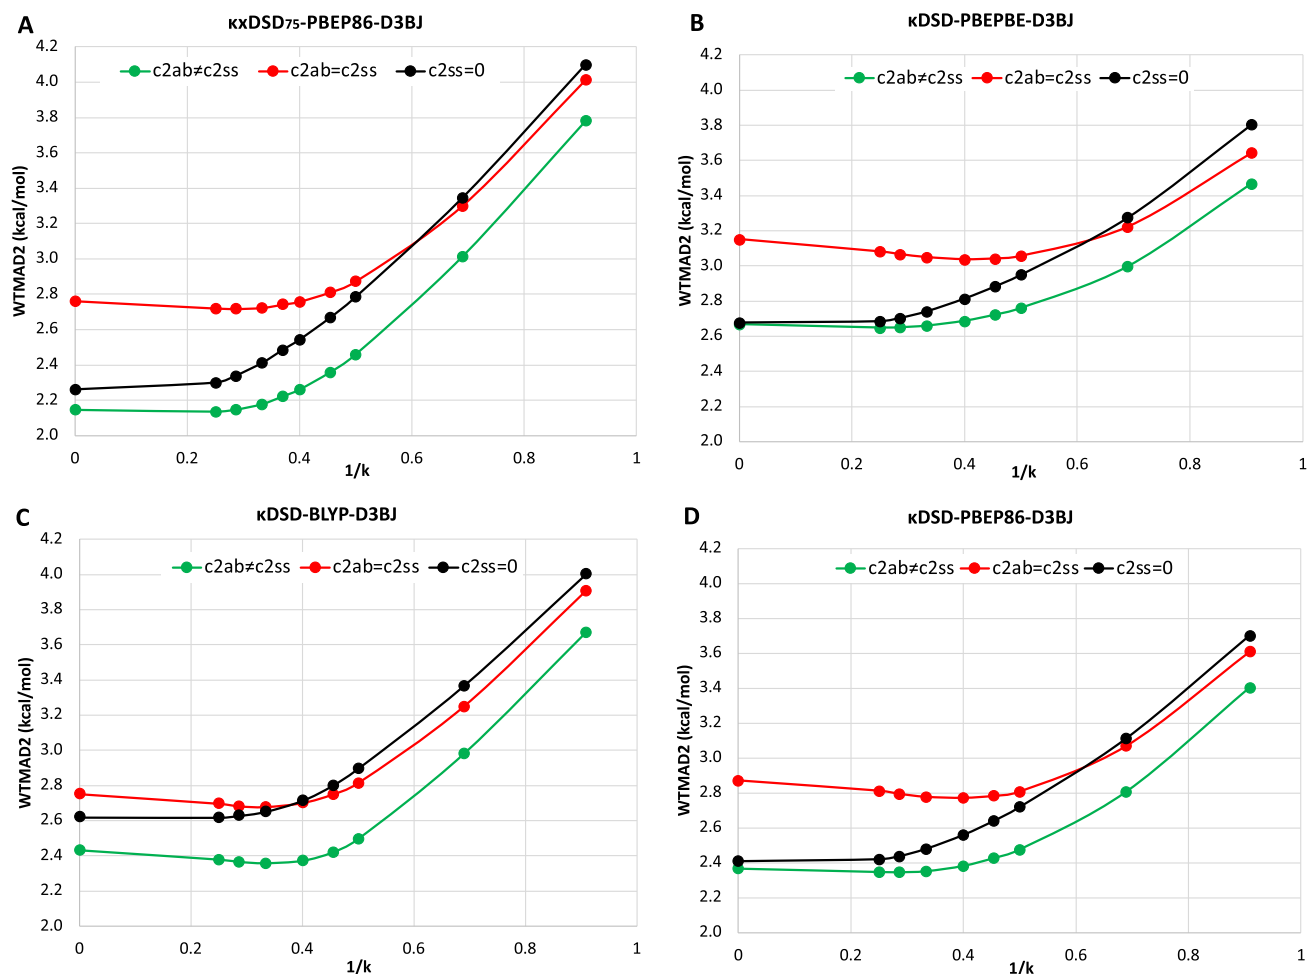 A
κxDSD₇₅-PBEP86-D3BJ
c2ab≠c2ss c2ab=c2ss c2ss=0
WTMAD2 (kcal/mol)
4.2
4.0
3.8
3.6
3.4
3.2
3.0
2.8
2.6
2.4
2.2
2.0
0 0.2 0.4 0.6 0.8 1
1/k
B
κDSD-PBEPBE-D3BJ
c2ab≠c2ss c2ab=c2ss c2ss=0
WTMAD2 (kcal/mol)
4.2
4.0
3.8
3.6
3.4
3.2
3.0
2.8
2.6
2.4
2.2
2.0
0 0.2 0.4 0.6 0.8 1
1/k
C
κDSD-BLYP-D3BJ
c2ab≠c2ss c2ab=c2ss c2ss=0
WTMAD2 (kcal/mol)
4.2
4.0
3.8
3.6
3.4
3.2
3.0
2.8
2.6
2.4
2.2
2.0
0 0.2 0.4 0.6 0.8 1
1/k
D
κDSD-PBEP86-D3BJ
c2ab≠c2ss c2ab=c2ss c2ss=0
WTMAD2 (kcal/mol)
4.2
4.0
3.8
3.6
3.4
3.2
3.0
2.8
2.6
2.4
2.2
2.0
0 0.2 0.4 0.6 0.8 1
1/k